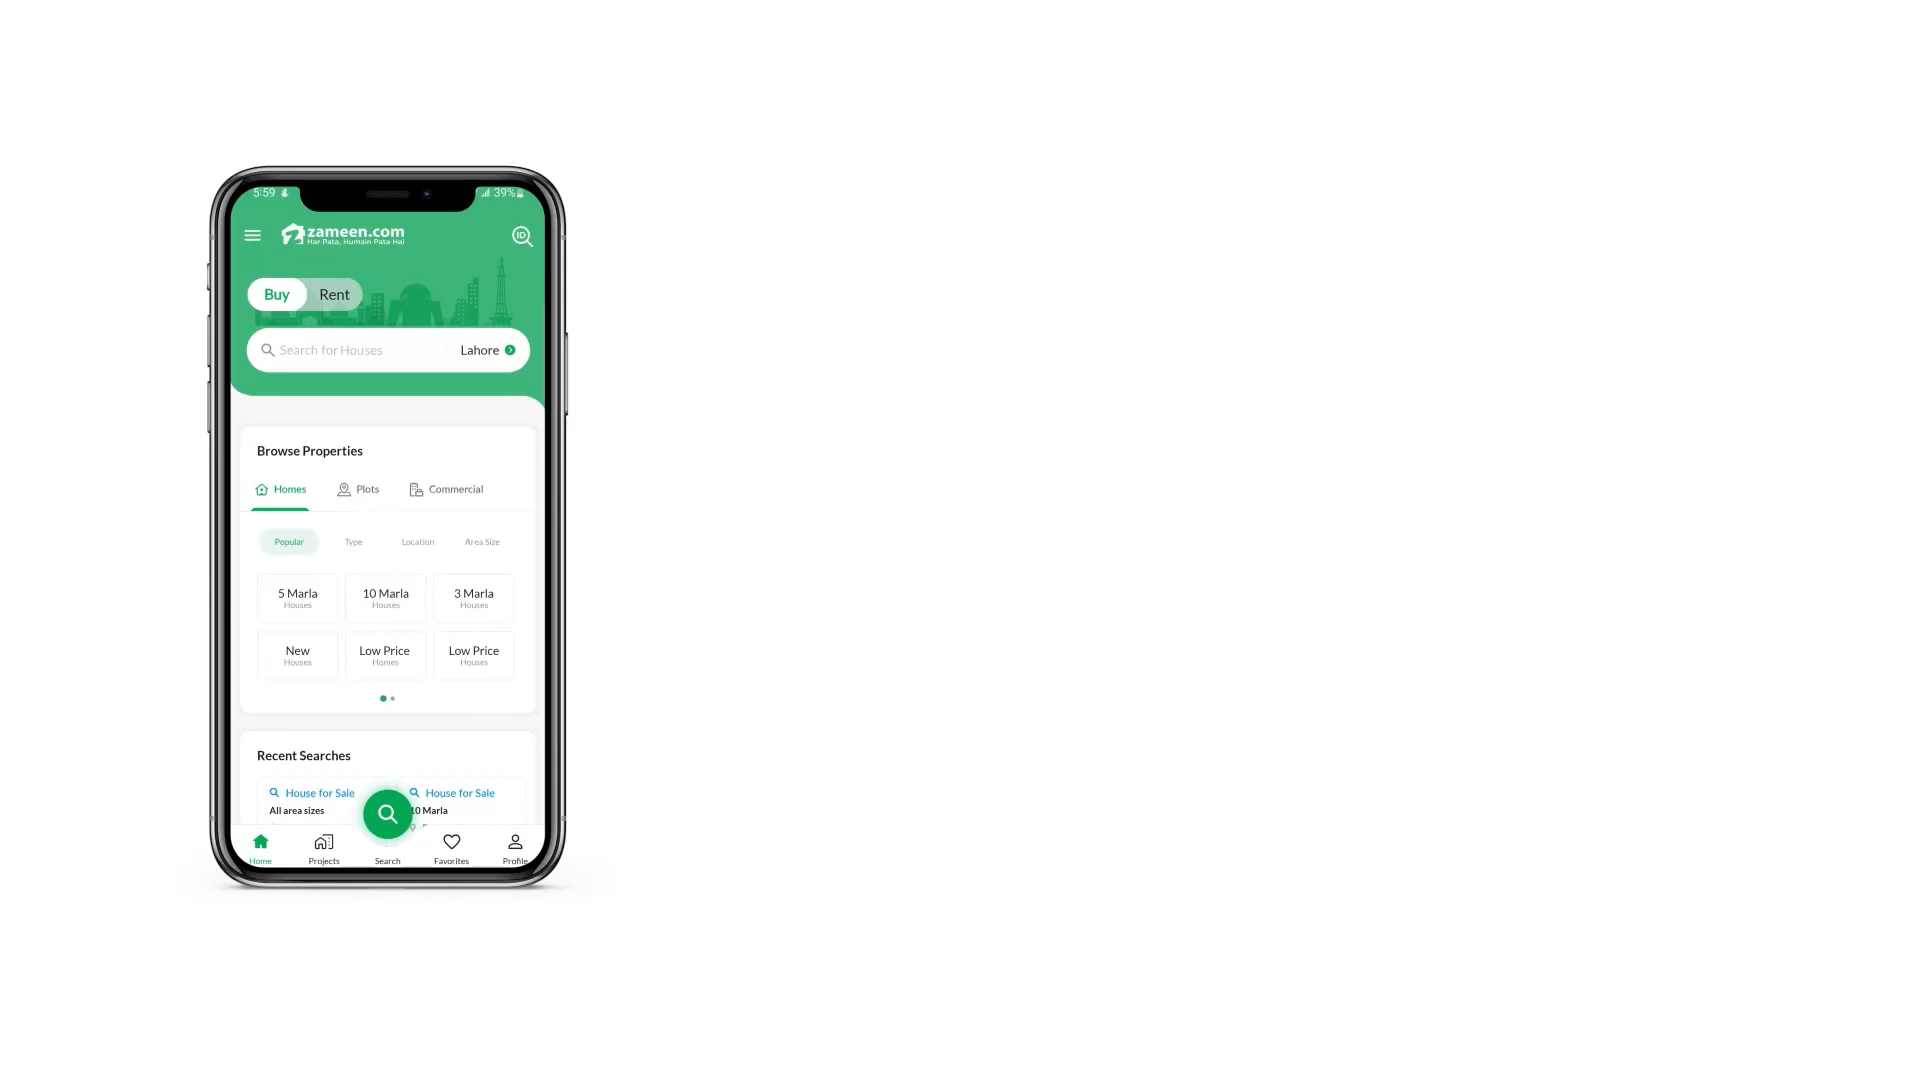 5:59 39%
zameen.com
Har Pata, Humain Pata Hai
ID
Buy Rent
Search for Houses Lahore
Browse Properties
Homes Plots Commercial
Popular Type Location Area Size
5 Marla 10 Marla 3 Marla
Houses Houses Houses
New Low Price Low Price
Houses Homes Houses
Recent Searches
House for Sale House for Sale
All area sizes 10 Marla
Home Projects Search Favorites Profile